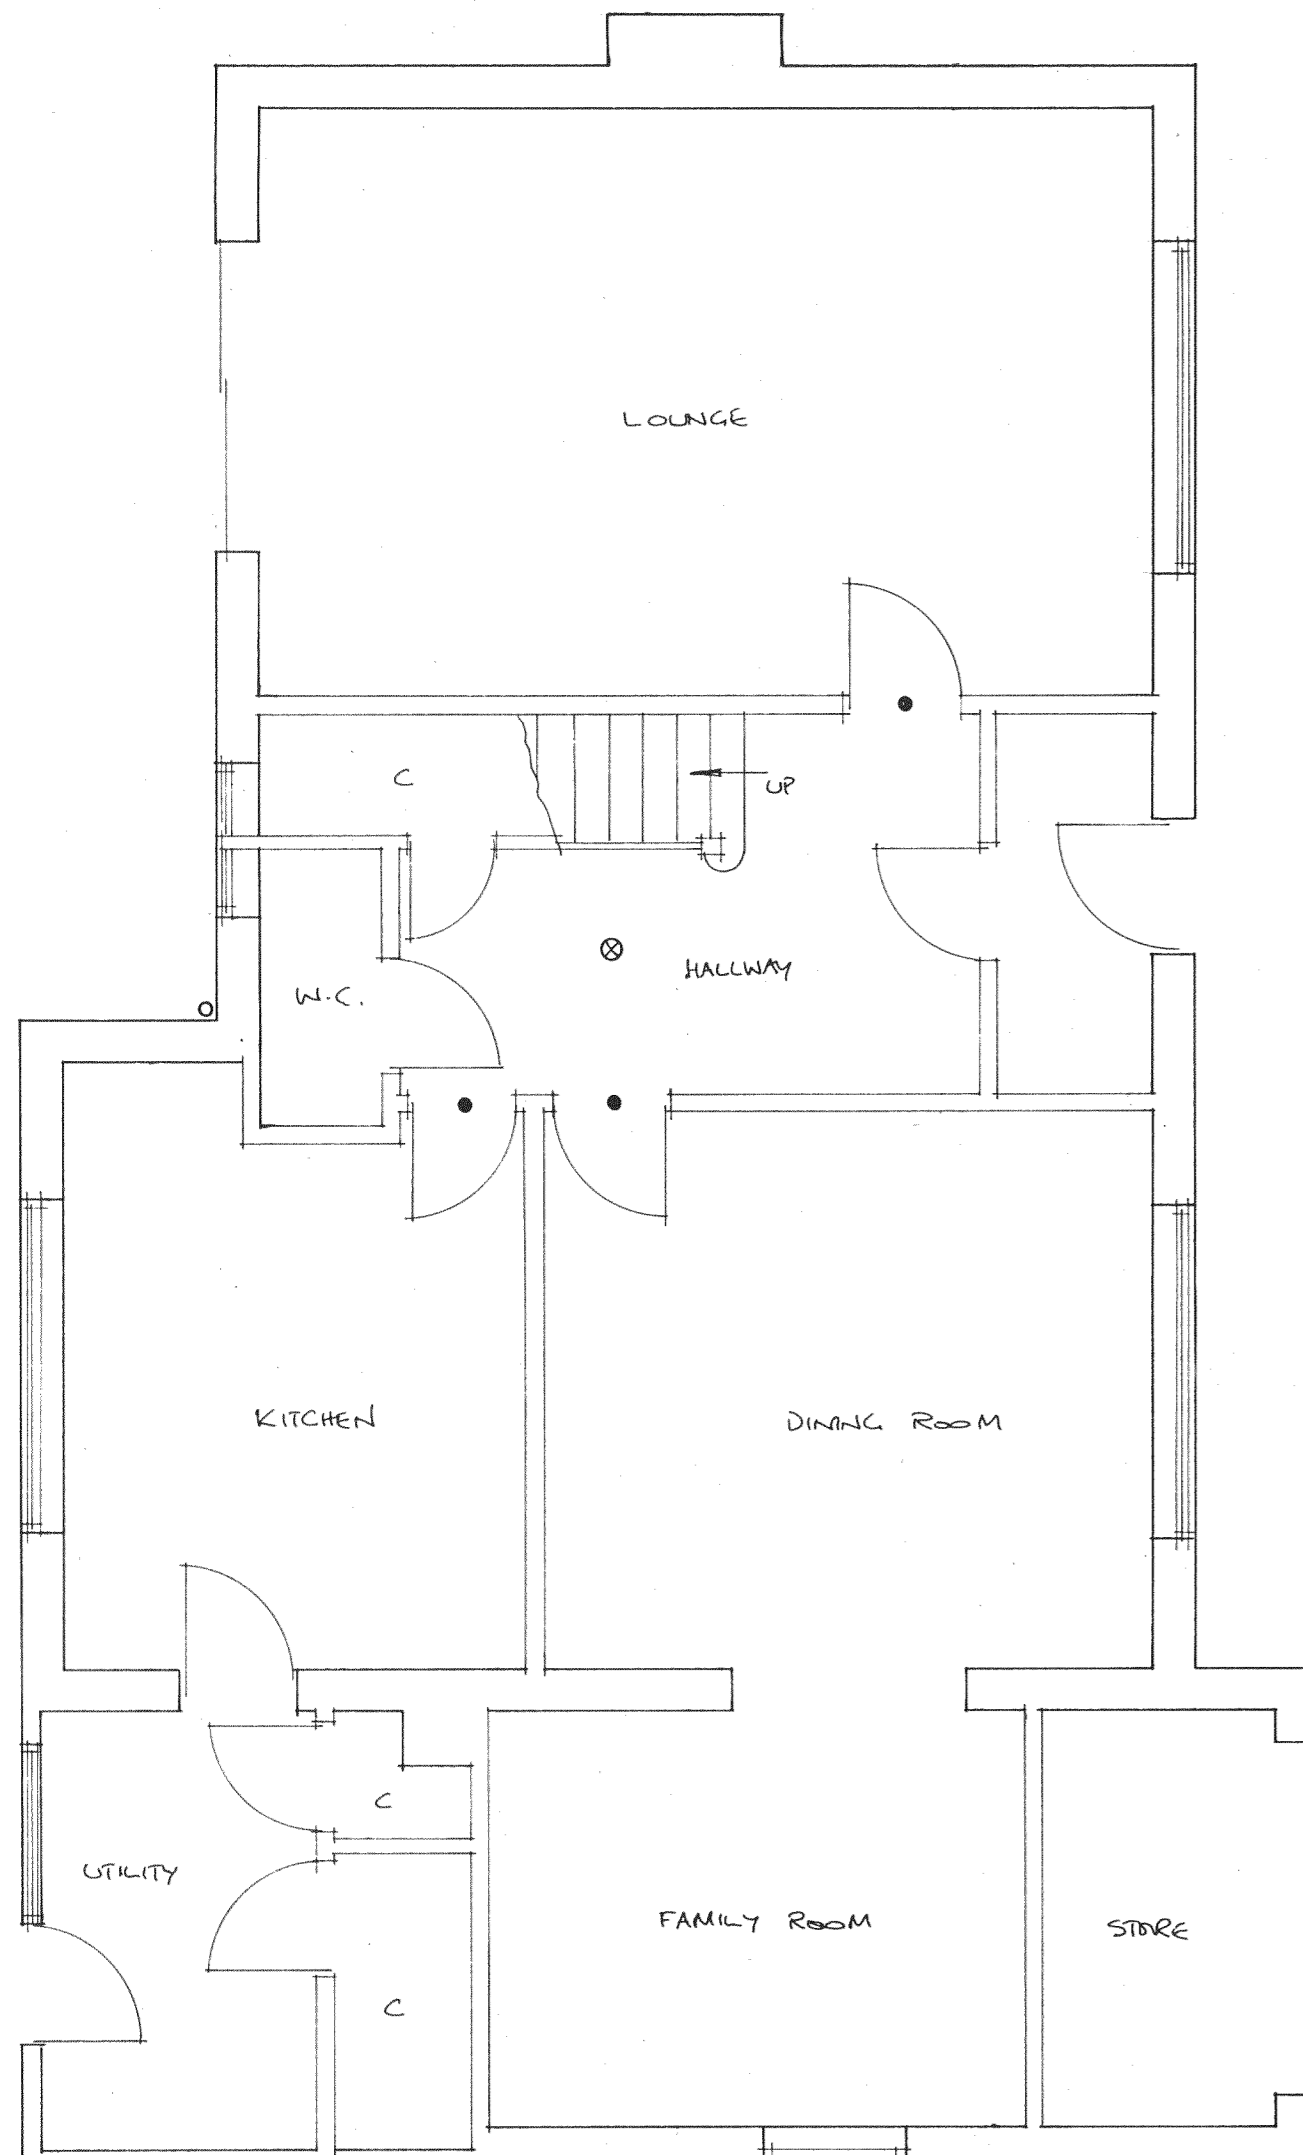 LOUNGE
C
UP
HALLWAY
W.C.
KITCHEN
DINING ROOM
C
UTILITY
FAMILY ROOM
STORE
C